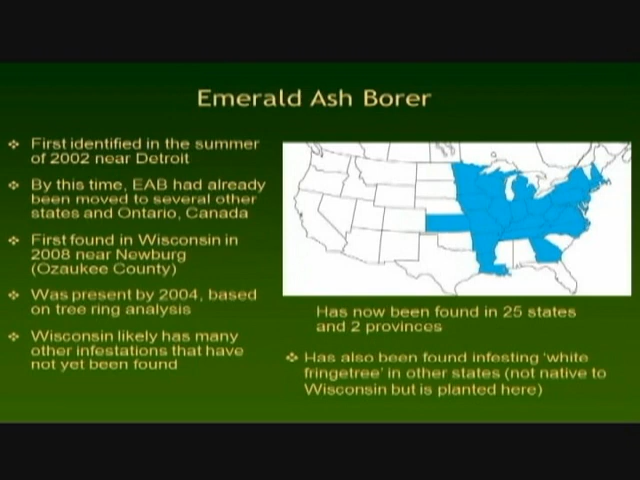 Emerald Ash Borer
First identified in the summer
of 2002 near Detroit
By this time, EAB had already
been moved to several other
states and Ontario, Canada
First found in Wisconsin in
2008 near Newburg
(Ozaukee County)
Was present by 2004, based
on tree ring analysis
Wisconsin likely has many
other infestations that have
not yet been found
Has now been found in 25 states
and 2 provinces
Has also been found infesting 'white
fringetree' in other states (not native to
Wisconsin but is planted here)